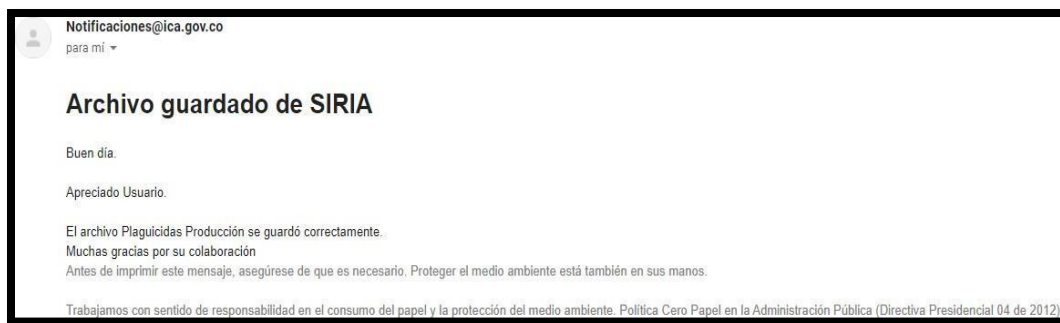 Notificaciones@ica.gov.co
para mí
Archivo guardado de SIRIA
Buen día.
Apreciado Usuario.
El archivo Plaguicidas Producción se guardó correctamente.
Muchas gracias por su colaboración
Antes de imprimir este mensaje, asegúrese de que es necesario. Proteger el medio ambiente está también en sus manos.
Trabajamos con sentido de responsabilidad en el consumo del papel y la protección del medio ambiente. Política Cero Papel en la Administración Pública (Directiva Presidencial 04 de 2012)